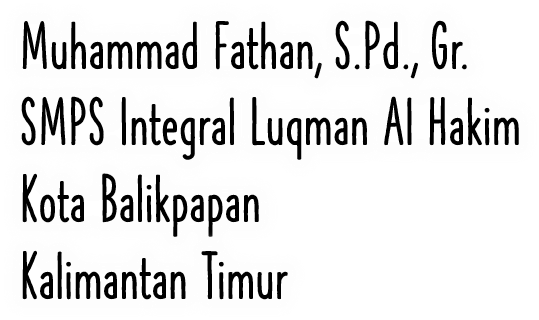 Muhammad Fathan, S.Pd., Gr.
SMPS Integral Luqman Al Hakim
Kota Balikpapan
Kalimantan Timur